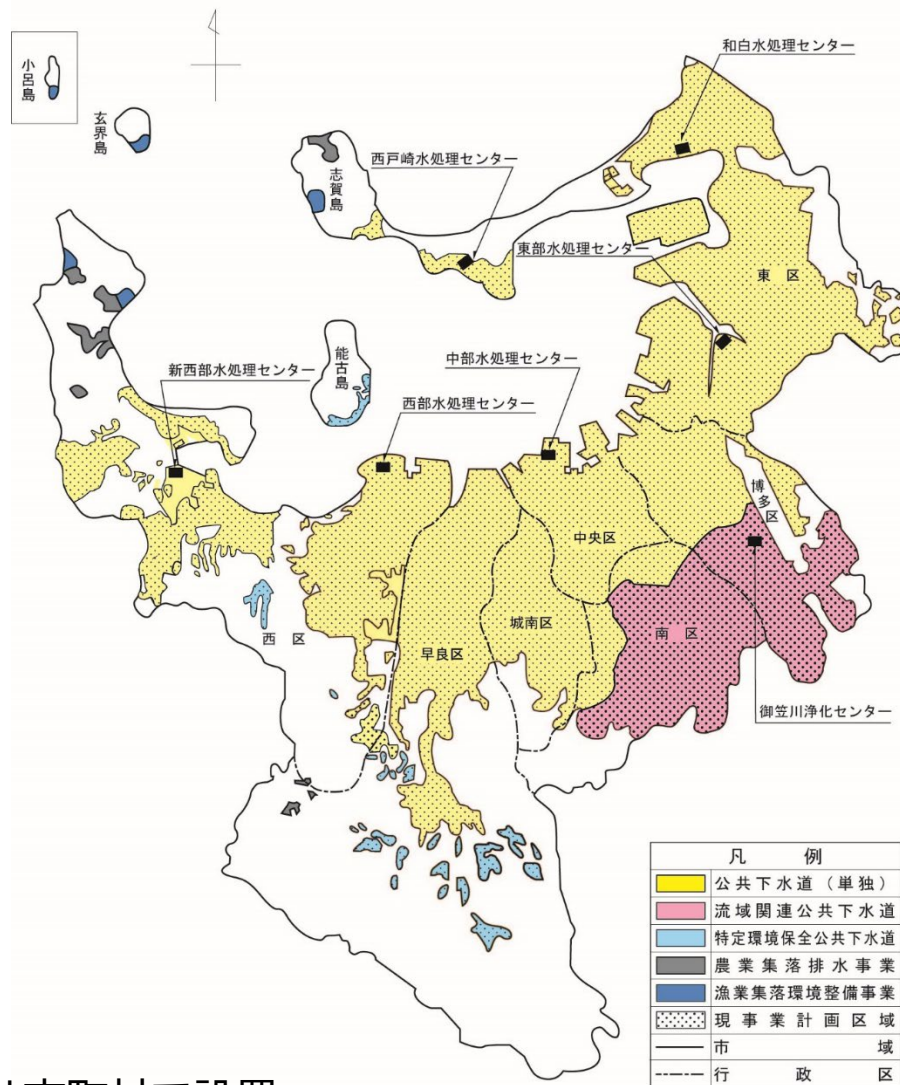 和白水処理センター
小呂島
玄界島
西戸崎水処理センター
志賀島
東部水処理センター
東区
能古島
中部水処理センター
新西部水処理センター
西部水処理センター
博多区
中央区
城南区
南区
西区
早良区
御笠川浄化センター
凡例
公共下水道（単独）
流域関連公共下水道
特定環境保全公共下水道
農業集落排水事業
漁業集落環境整備事業
現事業計画区域
市域
行政区